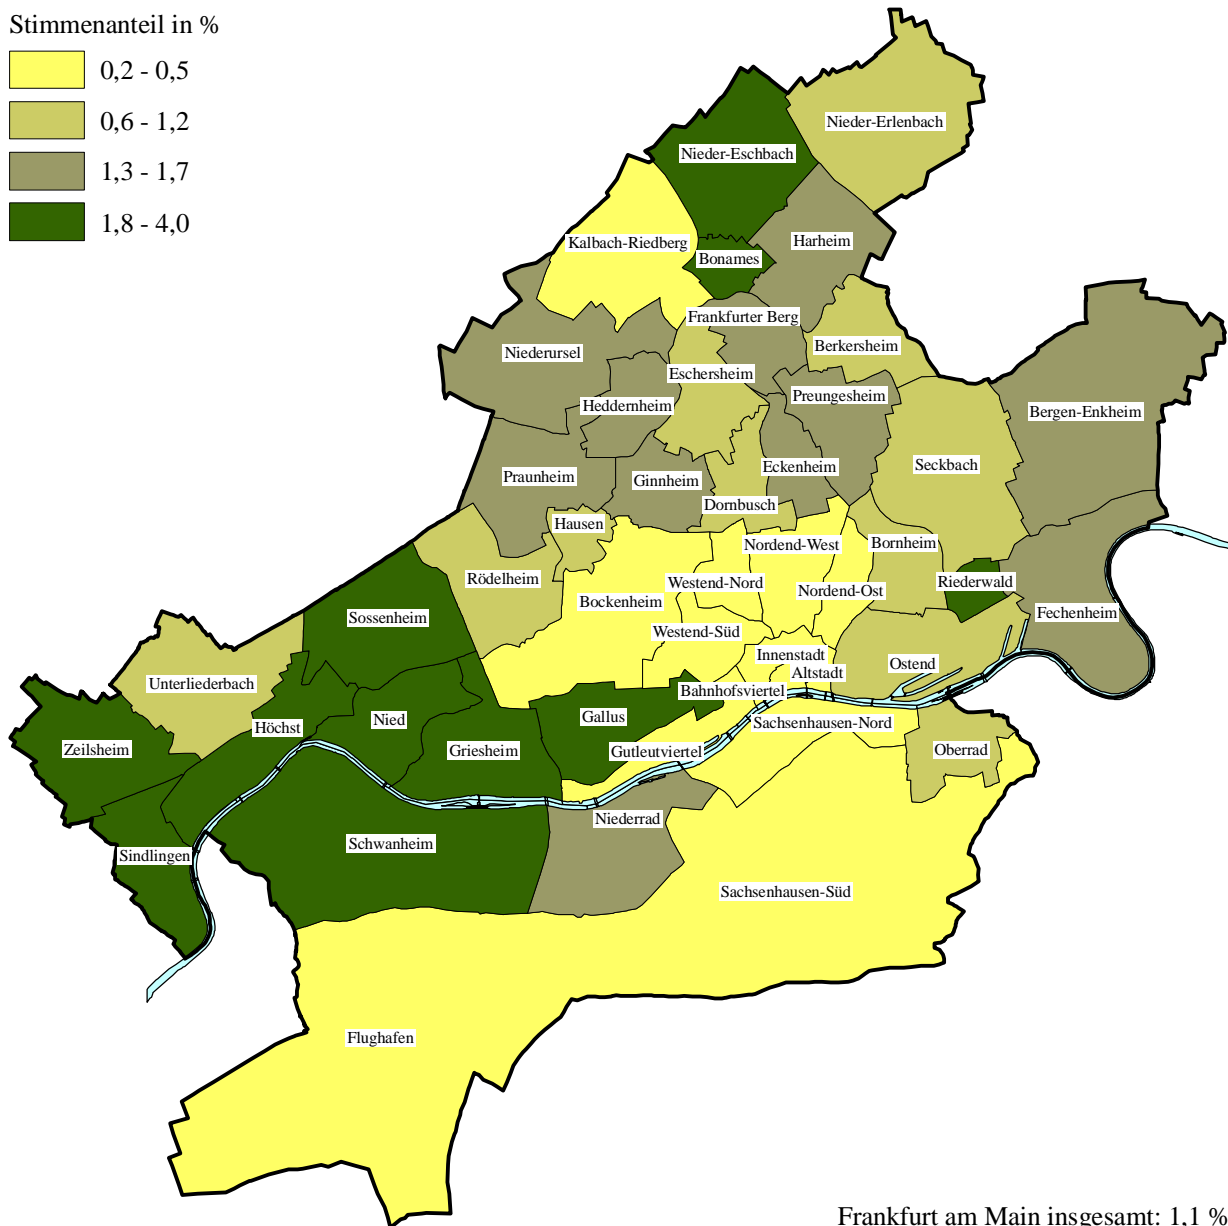 Stimmenanteil in %
0,2 - 0,5
0,6 - 1,2
1,3 - 1,7
1,8 - 4,0
Nieder-Erlenbach
Nieder-Eschbach
Kalbach-Riedberg
Harheim
Bonames
Frankfurter Berg
Niederursel
Berkersheim
Eschersheim
Preungesheim
Heddernheim
Bergen-Enkheim
Praunheim
Ginnheim
Eckenheim
Seckbach
Dornbusch
Hausen
Nordend-West
Bornheim
Rödelheim
Westend-Nord
Riederwald
Bockenheim
Nordend-Ost
Fechenheim
Sossenheim
Westend-Süd
Innenstadt
Ostend
Altstadt
Unterliederbach
Bahnhofsviertel
Gallus
Nied
Sachsenhausen-Nord
Höchst
Zeilsheim
Griesheim
Gutleutviertel
Oberrad
Niederrad
Schwanheim
Sindlingen
Sachsenhausen-Süd
Flughafen
Frankfurt am Main insgesamt: 1,1 %